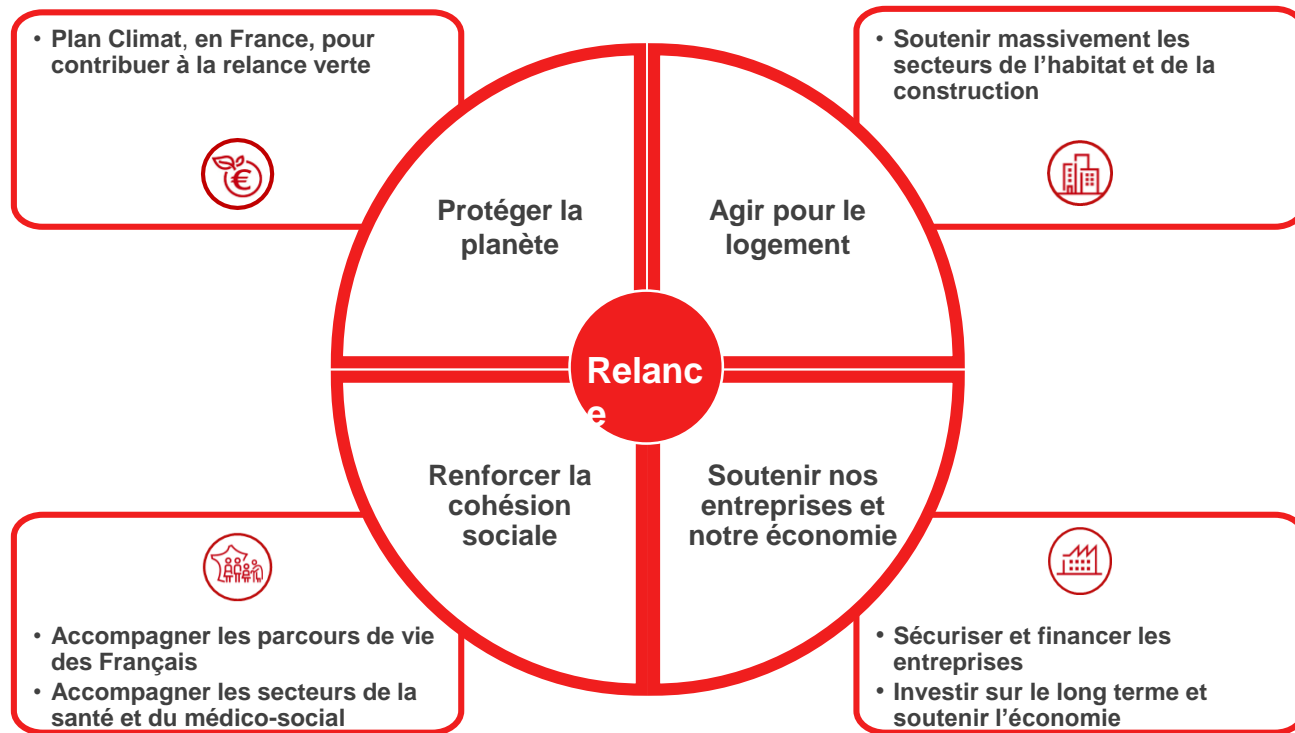 • Plan Climat, en France, pour
contribuer à la relance verte
€
• Soutenir massivement les
secteurs de l’habitat et de la
construction
Protéger la
planète
Agir pour le
logement
Relanc
e
Renforcer la
cohésion
sociale
Soutenir nos
entreprises et
notre économie
• Accompagner les parcours de vie
des Français
• Accompagner les secteurs de la
santé et du médico-social
• Sécuriser et financer les
entreprises
• Investir sur le long terme et
soutenir l’économie